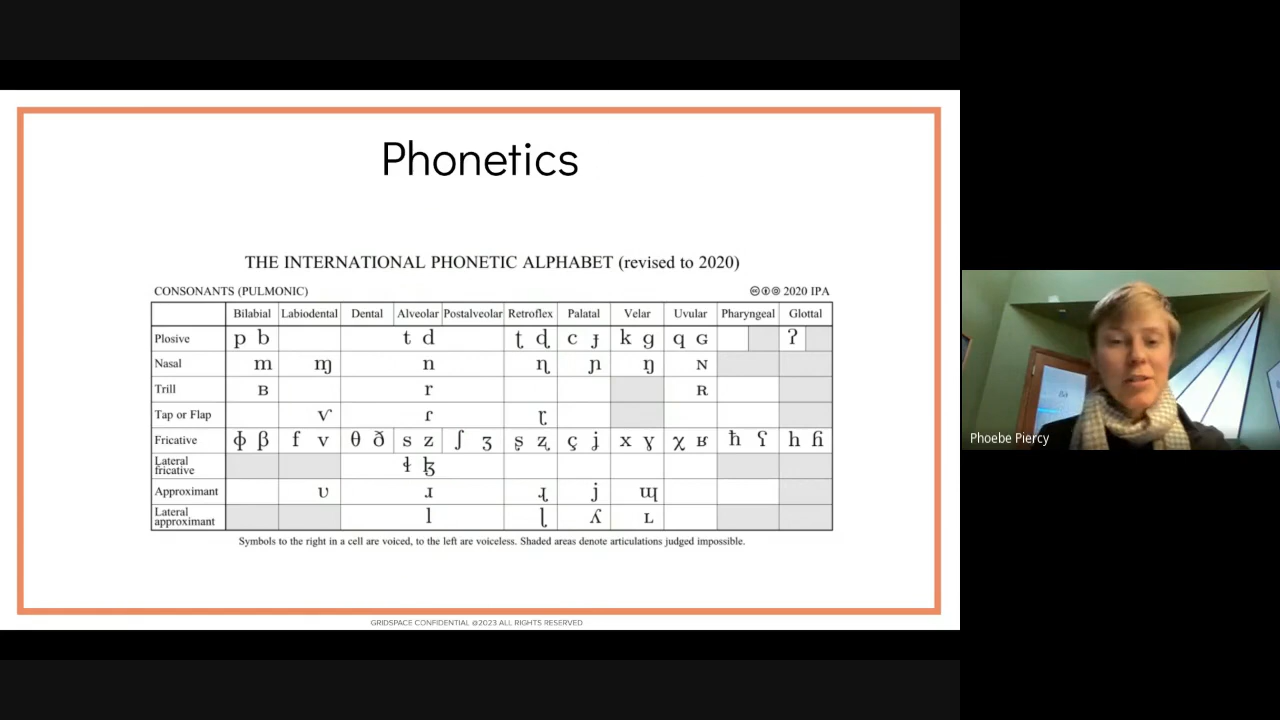 Phonetics
THE INTERNATIONAL PHONETIC ALPHABET (revised to 2020)
CONSONANTS (PULMONIC) 2020 IPA
Bilabial Labiodental Dental Alveolar Postalveolar Retroflex Palatal Velar Uvular Pharyngeal Glottal
Plosive p b t d ʈ ɖ c ɟ k ɡ q ɢ ʔ
Nasal m ɱ n ɳ ɲ ŋ ɴ
Trill ʙ r ʀ
Tap or Flap ⱱ ɾ ɽ
Fricative ɸ β f v θ ð s z ʃ ʒ ʂ ʐ ç ʝ x ɣ χ ʁ ħ ʕ h ɦ
Lateral fricative ɬ ɮ
Approximant ʋ ɹ ɻ j ɰ
Lateral approximant l ɭ ʎ ʟ
Symbols to the right in a cell are voiced, to the left are voiceless. Shaded areas denote articulations judged impossible.
GRIDSPACE CONFIDENTIAL @2023 ALL RIGHTS RESERVED
Phoebe Piercy